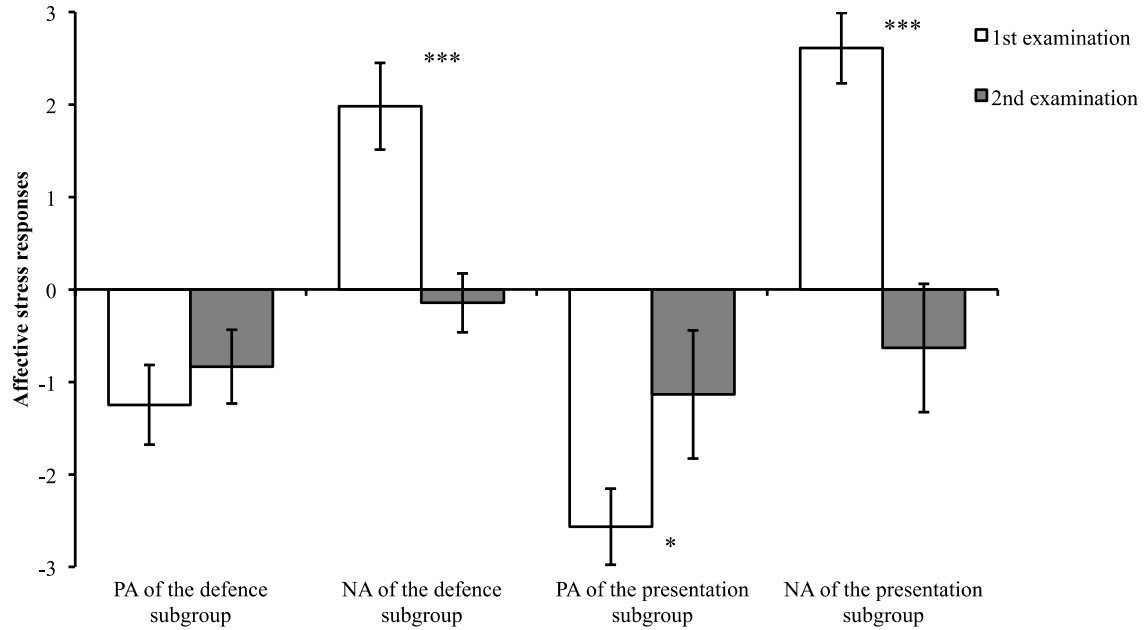 3
2
1
0
-1
-2
-3
Affective stress responses
***
***
*
1st examination
2nd examination
PA of the defence
subgroup
NA of the defence
subgroup
PA of the presentation
subgroup
NA of the presentation
subgroup